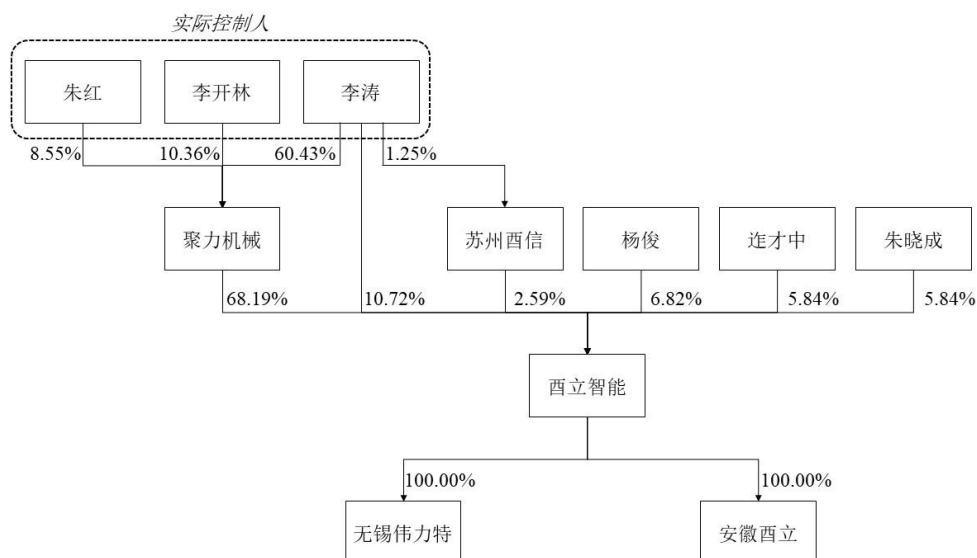 实际控制人
朱红
李开林
李涛
8.55%
10.36%
60.43%
1.25%
聚力机械
苏州酉信
杨俊
连才中
朱晓成
68.19%
10.72%
2.59%
6.82%
5.84%
5.84%
酉立智能
100.00%
100.00%
无锡伟力特
安徽酉立